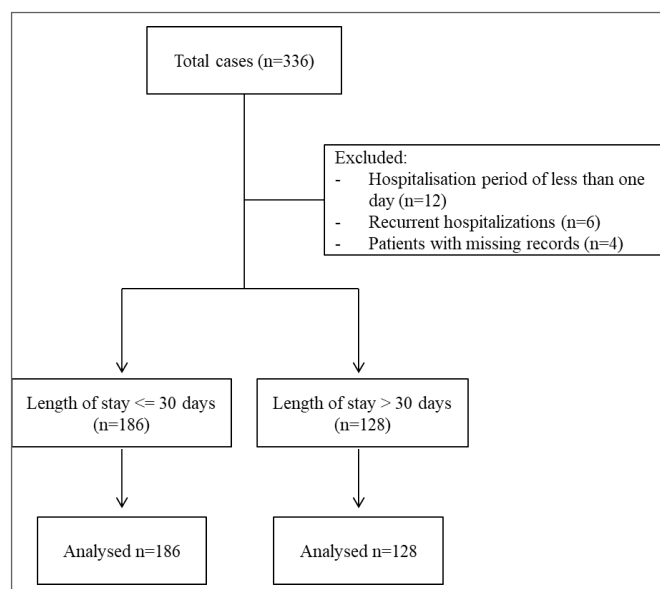 Total cases (n=336)
Excluded:
- Hospitalisation period of less than one
day (n=12)
- Recurrent hospitalizations (n=6)
- Patients with missing records (n=4)
Length of stay <= 30 days
(n=186)
Length of stay > 30 days
(n=128)
Analysed n=186
Analysed n=128